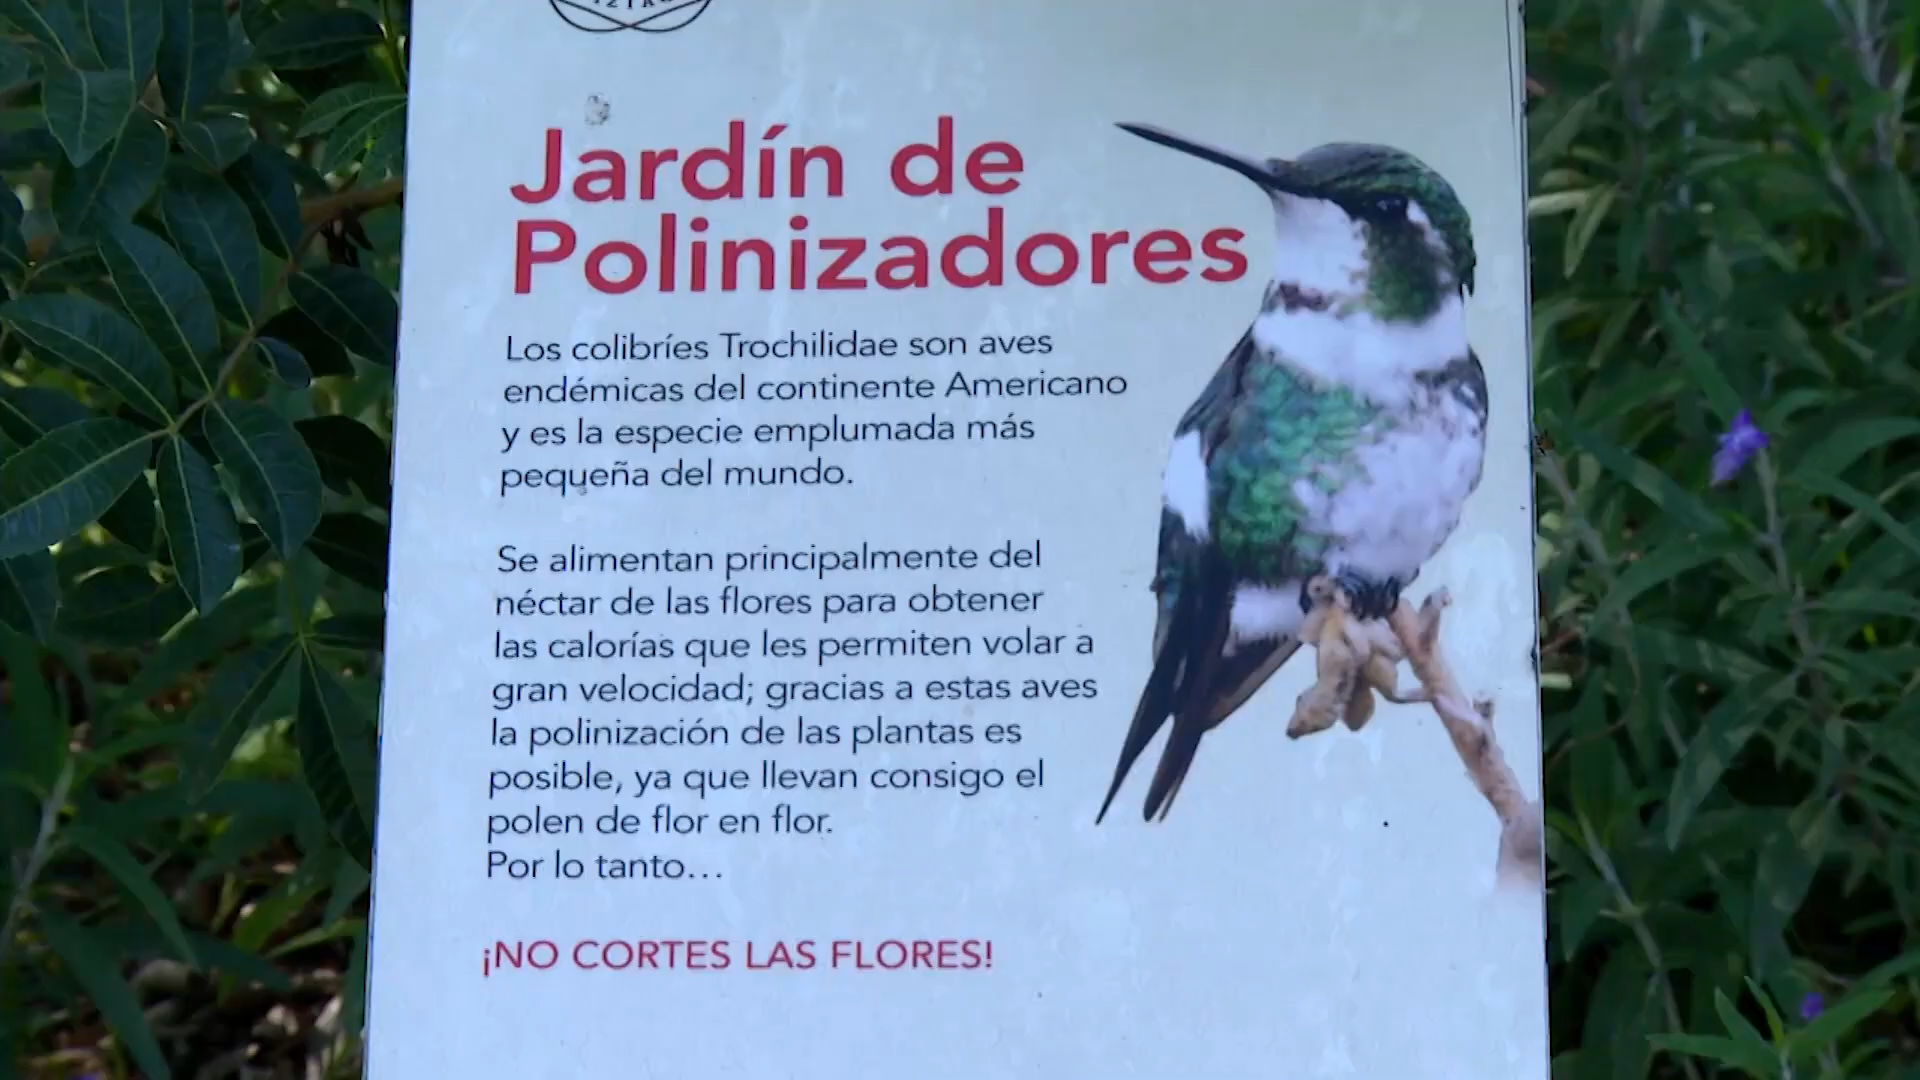 Jardín de
Polinizadores
Los colibríes Trochilidae son aves
endémicas del continente Americano
y es la especie emplumada más
pequeña del mundo.
Se alimentan principalmente del
néctar de las flores para obtener
las calorías que les permiten volar a
gran velocidad; gracias a estas aves
la polinización de las plantas es
posible, ya que llevan consigo el
polen de flor en flor.
Por lo tanto...
¡NO CORTES LAS FLORES!